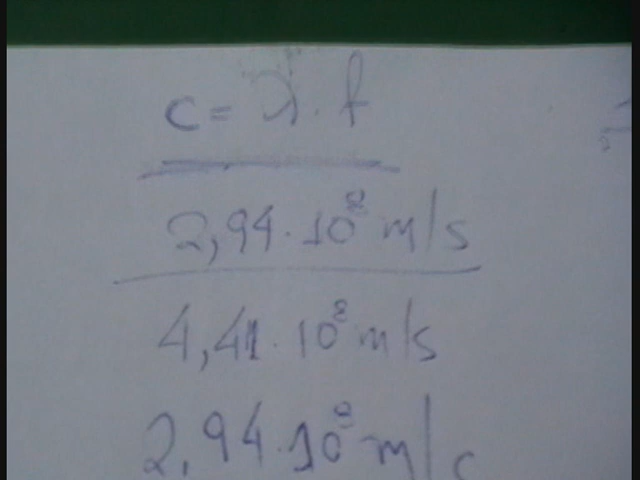 c = λ · f
2,94 · 10⁸ m/s
4,41 · 10⁸ m/s
2,94 · 10⁸ m/s